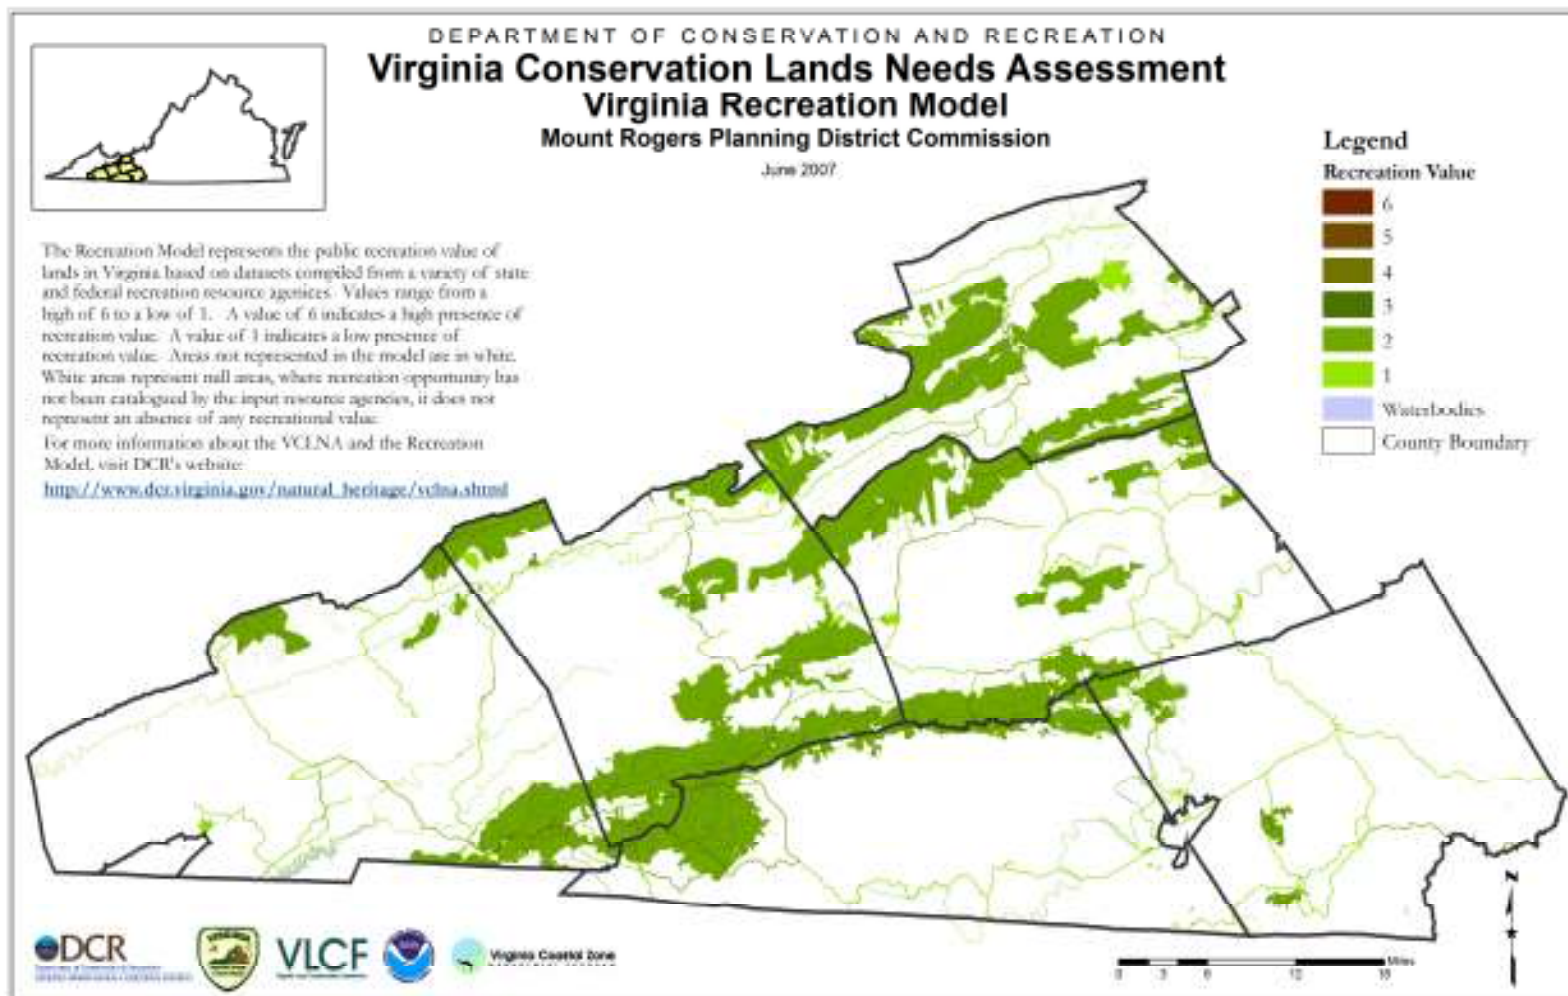 DEPARTMENT OF CONSERVATION AND RECREATION
Virginia Conservation Lands Needs Assessment
Virginia Recreation Model
Mount Rogers Planning District Commission
June 2007
The Recreation Model represents the public recreation value of
lands in Virginia based on datasets compiled from a variety of state
and federal recreation resource agenices. Values range from a
high of 6 to a low of 1. A value of 6 indicates a high presence of
recreation value. A value of 1 indicates a low presence of
recreation value. Areas not represented in the model are in white.
White areas represent null areas, where recreation opportunity has
not been catalogued by the input resource agencies, it does not
represent an absence of any recreational value.
For more information about the VCLNA and the Recreation
Model, visit DCR's website:
http://www.dcr.virginia.gov/natural_heritage/vclna.shtml
Legend
Recreation Value
6
5
4
3
2
1
Waterbodies
County Boundary
DCR
VLCF
Virginia Coastal Zone
N
0 3 6 12 18 Miles